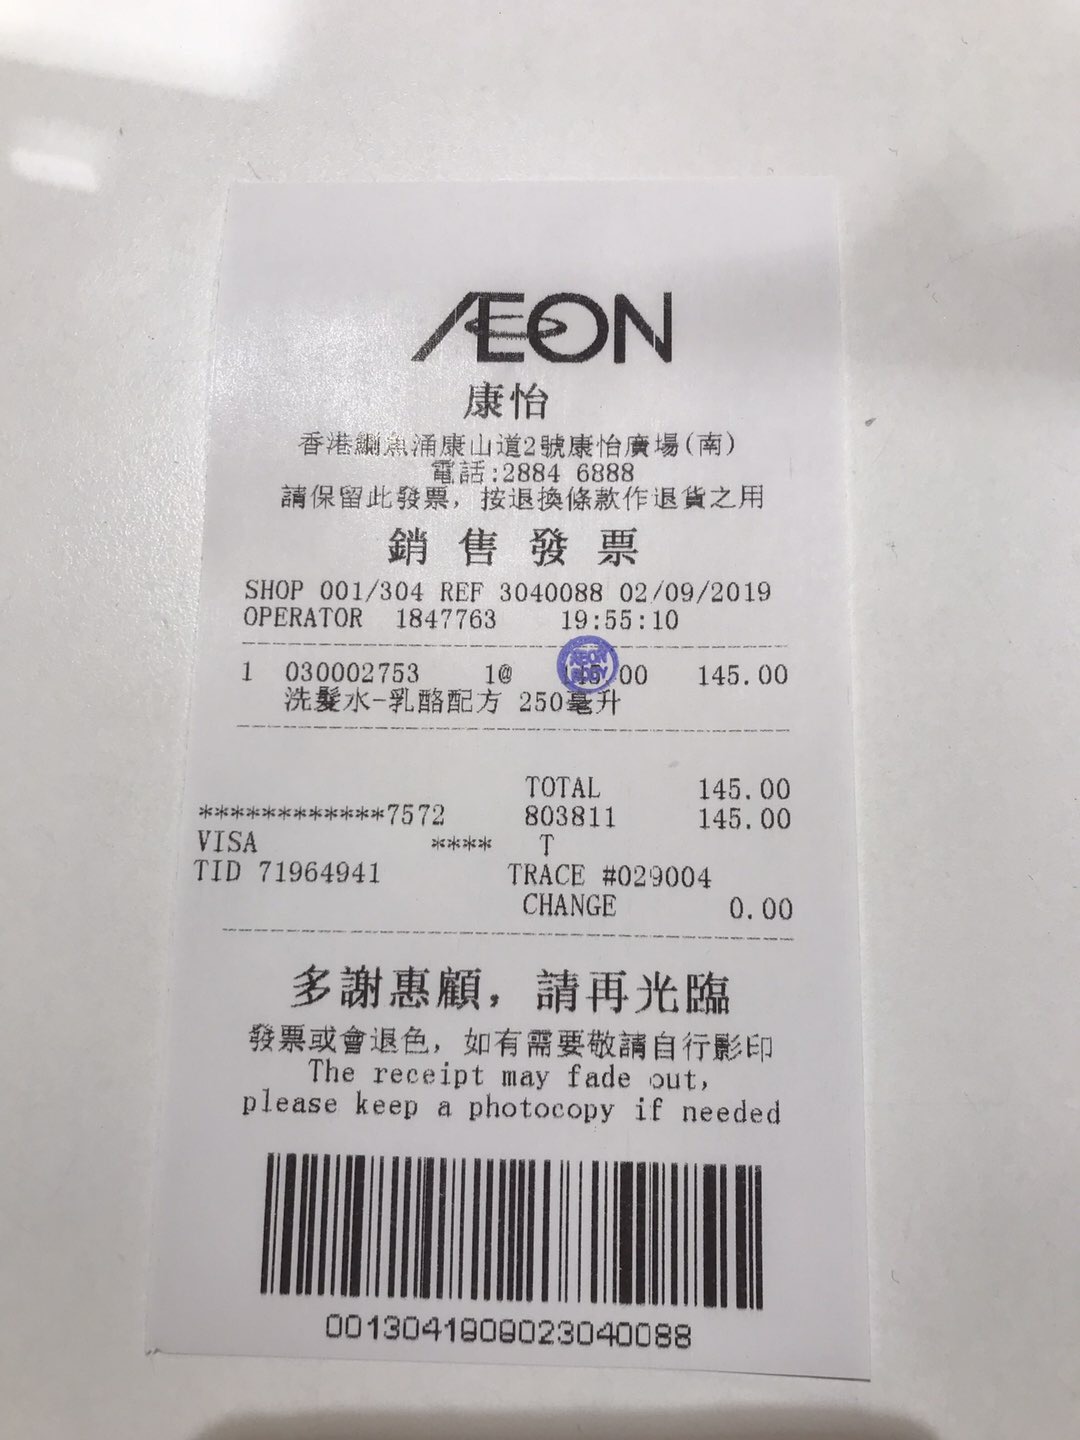 ÆON
康怡
香港鰂魚涌康山道2號康怡廣場(南)
電話:2884 6888
請保留此發票, 按退換條款作退貨之用
銷售發票
SHOP 001/304 REF 3040088 02/09/2019
OPERATOR 1847763 19:55:10
1 030002753 1@ 145.00 145.00
AEON BODY
洗髮水-乳酪配方 250毫升
TOTAL 145.00
************7572 803811 145.00
VISA **** T
TID 71964941 TRACE #029004
CHANGE 0.00
多謝惠顧, 請再光臨
發票或會退色, 如有需要敬請自行影印
The receipt may fade out,
please keep a photocopy if needed
0013041909023040088